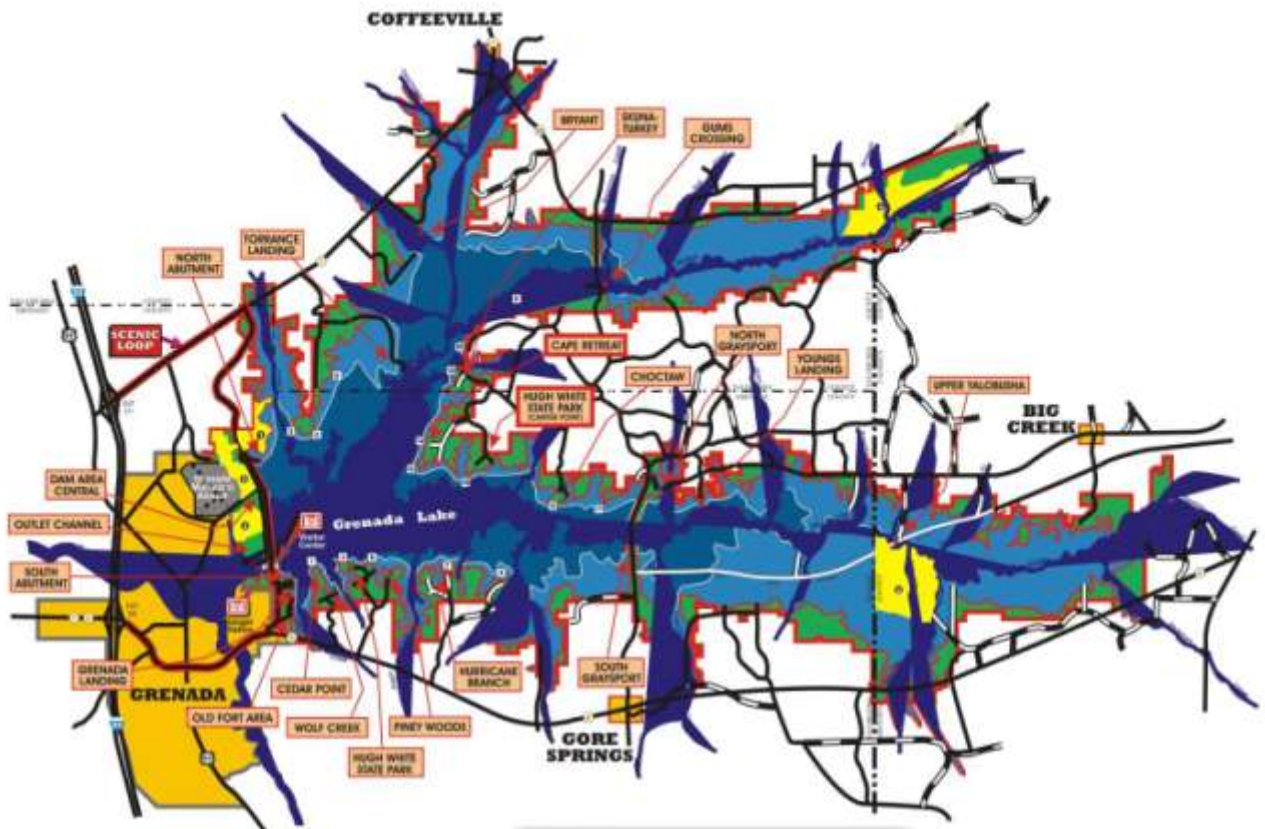 COFFEEVILLE
BRYANT
SKUNA-
TURKEY
GUMS
CROSSING
TORRANCE
LANDING
NORTH
ABUTMENT
SCENIC
LOOP
CAPE RETREAT
NORTH
GRAYSPORT
CHOCTAW
YOUNGS
LANDING
HUGH WHITE
STATE PARK
UPPER YALOBUSHA
BIG
CREEK
DAM AREA
CENTRAL
OUTLET CHANNEL
Grenada Lake
Visitor
Center
SOUTH
ABUTMENT
GRENADA
LANDING
GRENADA
CEDAR POINT
HURRICANE
BRANCH
SOUTH
GRAYSPORT
OLD FORT AREA
WOLF CREEK
PINEY WOODS
GORE
SPRINGS
HUGH WHITE
STATE PARK